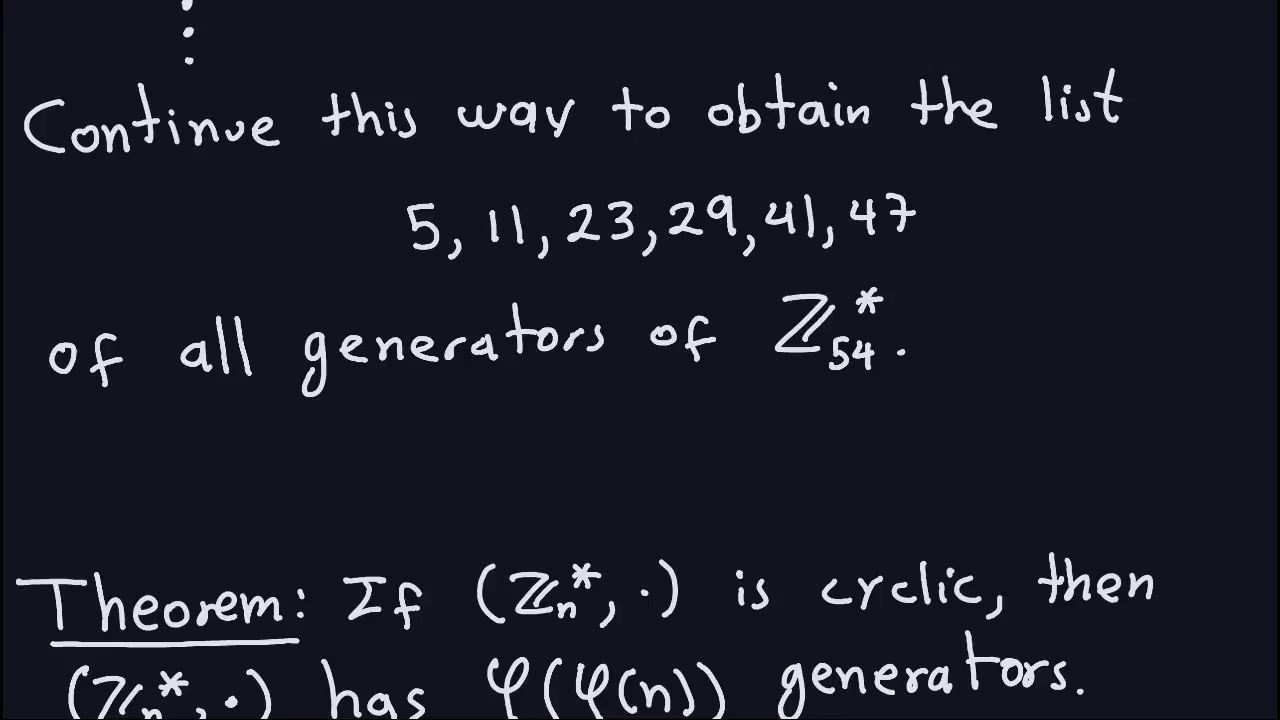 ⋮
Continue this way to obtain the list
5, 11, 23, 29, 41, 47
of all generators of ℤ₅₄*.
Theorem: If (ℤₙ*, ·) is cyclic, then
(ℤₙ*, ·) has φ(φ(n)) generators.